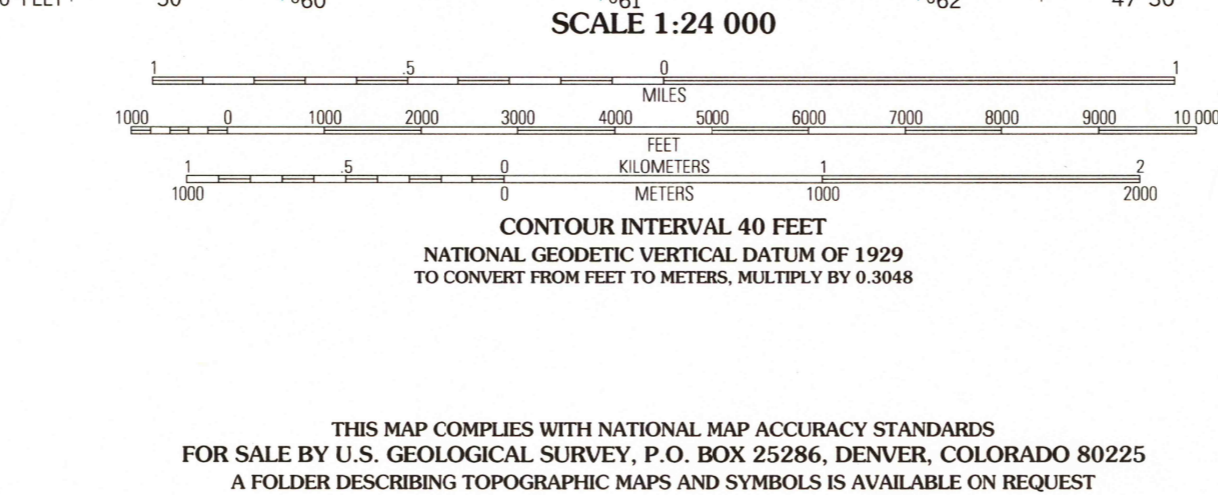 SCALE 1:24 000
1 .5 0 1
MILES
1000 0 1000 2000 3000 4000 5000 6000 7000 8000 9000 10 000
FEET
1 .5 0 KILOMETERS 1 2
1000 0 METERS 1000 2000
CONTOUR INTERVAL 40 FEET
NATIONAL GEODETIC VERTICAL DATUM OF 1929
TO CONVERT FROM FEET TO METERS, MULTIPLY BY 0.3048
THIS MAP COMPLIES WITH NATIONAL MAP ACCURACY STANDARDS
FOR SALE BY U.S. GEOLOGICAL SURVEY, P.O. BOX 25286, DENVER, COLORADO 80225
A FOLDER DESCRIBING TOPOGRAPHIC MAPS AND SYMBOLS IS AVAILABLE ON REQUEST